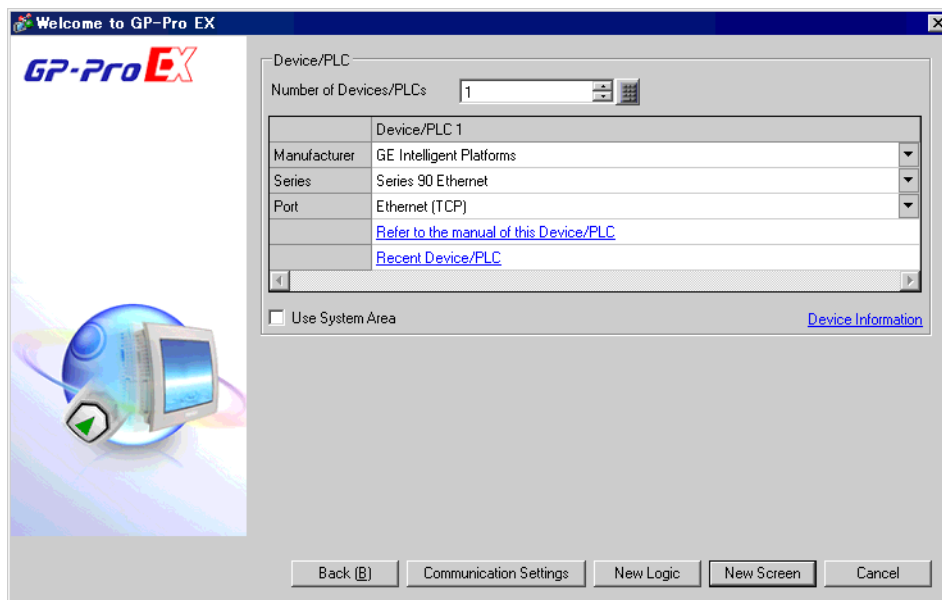 Welcome to GP-Pro EX
GP-Pro EX
Device/PLC
Number of Devices/PLCs 1
Device/PLC 1
Manufacturer GE Intelligent Platforms
Series Series 90 Ethernet
Port Ethernet (TCP)
Refer to the manual of this Device/PLC
Recent Device/PLC
Use System Area Device Information
Back (B) Communication Settings New Logic New Screen Cancel